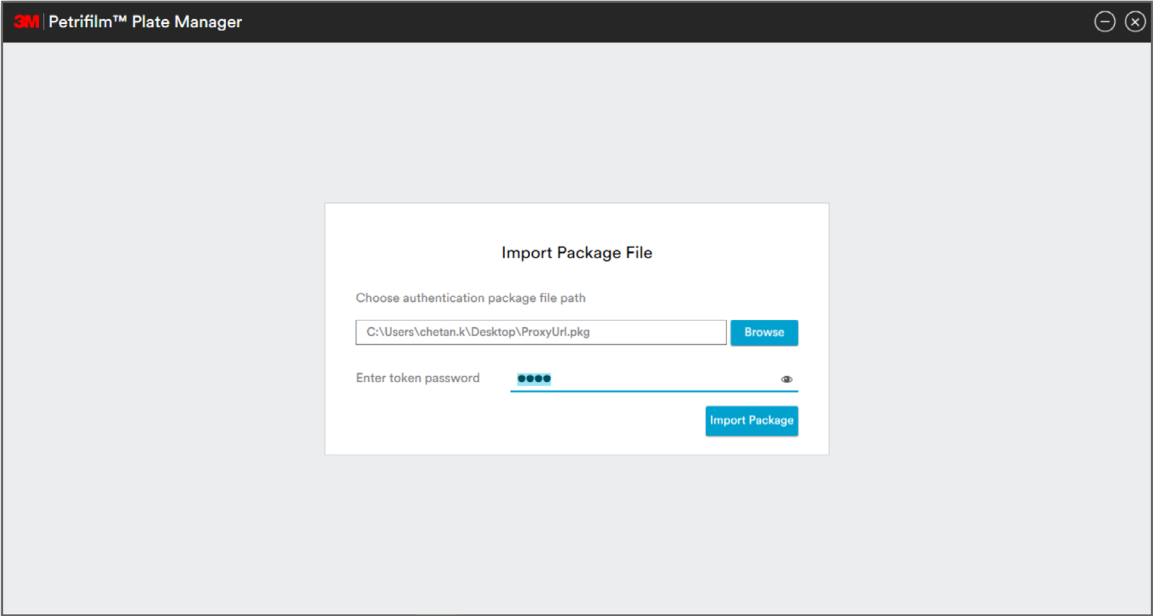 3M Petrifilm™ Plate Manager
Import Package File
Choose authentication package file path
C:\Users\chetan.k\Desktop\ProxyUrl.pkg Browse
Enter token password ●●●●
Import Package